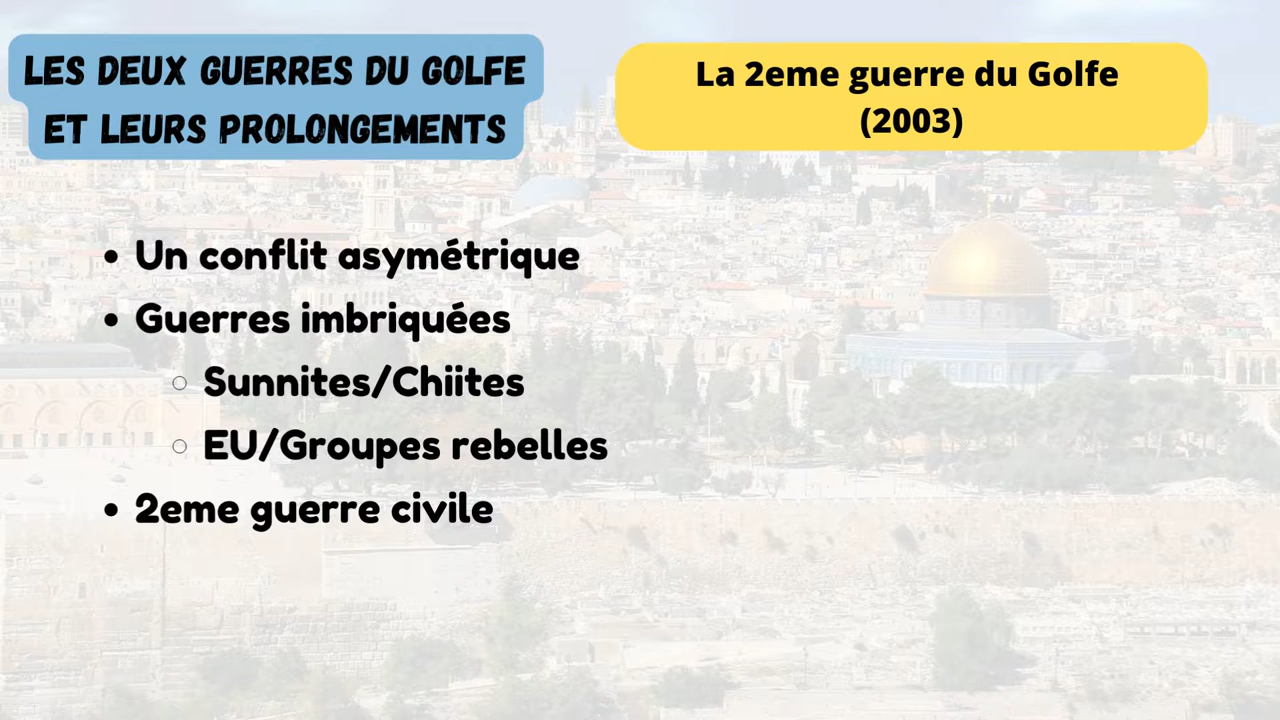 LES DEUX GUERRES DU GOLFE
ET LEURS PROLONGEMENTS
La 2eme guerre du Golfe
(2003)
• Un conflit asymétrique
• Guerres imbriquées
○ Sunnites/Chiites
○ EU/Groupes rebelles
• 2eme guerre civile